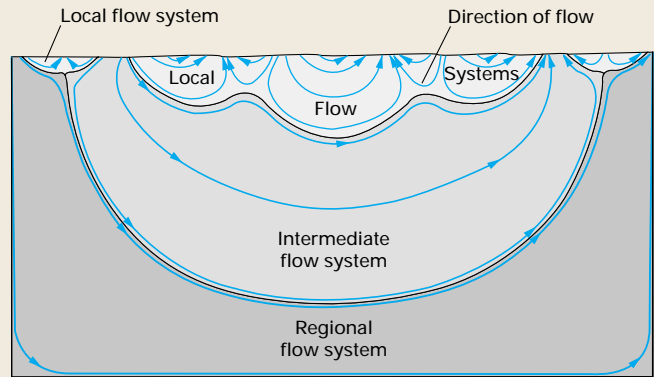 Local flow system
Direction of flow
Local
Systems
Flow
Intermediate
flow system
Regional
flow system